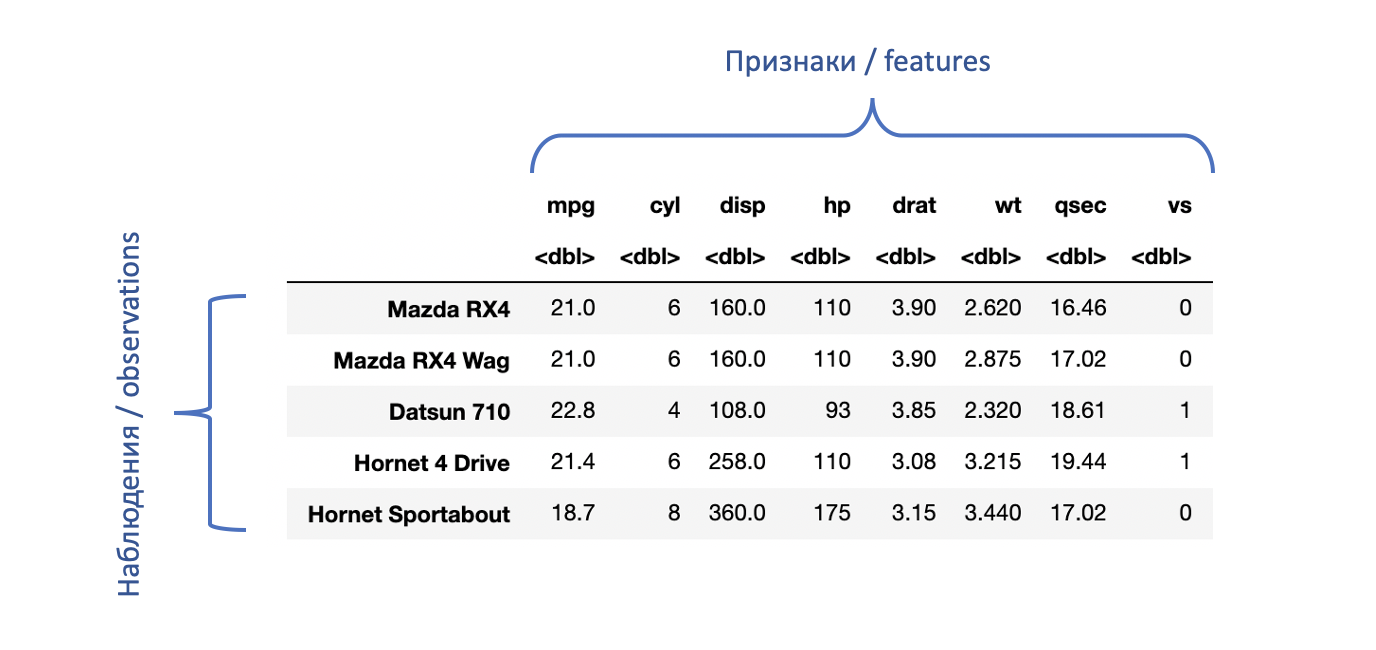 Признаки / features
mpg cyl disp hp drat wt qsec vs
<dbl> <dbl> <dbl> <dbl> <dbl> <dbl> <dbl> <dbl>
Наблюдения / observations
Mazda RX4 21.0 6 160.0 110 3.90 2.620 16.46 0
Mazda RX4 Wag 21.0 6 160.0 110 3.90 2.875 17.02 0
Datsun 710 22.8 4 108.0 93 3.85 2.320 18.61 1
Hornet 4 Drive 21.4 6 258.0 110 3.08 3.215 19.44 1
Hornet Sportabout 18.7 8 360.0 175 3.15 3.440 17.02 0